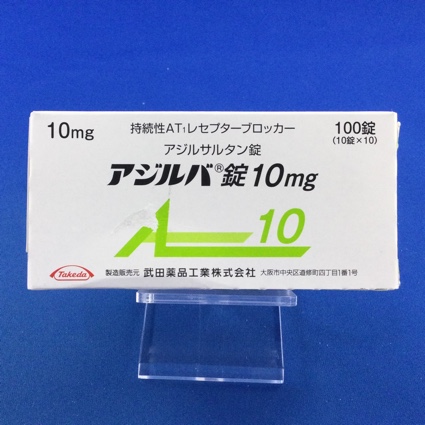 10mg
持続性AT₁レセプターブロッカー
100錠
(10錠×10)
アジルサルタン錠
アジルバ®錠10mg
10
Takeda
製造販売元 武田薬品工業株式会社 大阪市中央区道修町四丁目1番1号